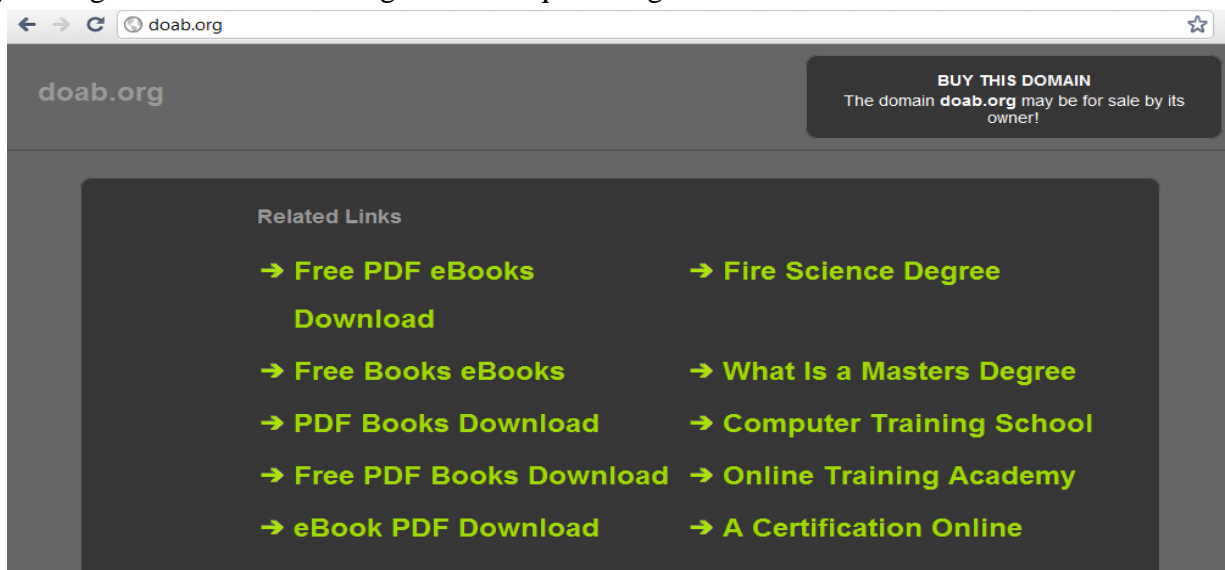 doab.org
doab.org
BUY THIS DOMAIN
The domain doab.org may be for sale by its
owner!
Related Links
➔ Free PDF eBooks
Download
➔ Fire Science Degree
➔ Free Books eBooks
➔ What Is a Masters Degree
➔ PDF Books Download
➔ Computer Training School
➔ Free PDF Books Download
➔ Online Training Academy
➔ eBook PDF Download
➔ A Certification Online